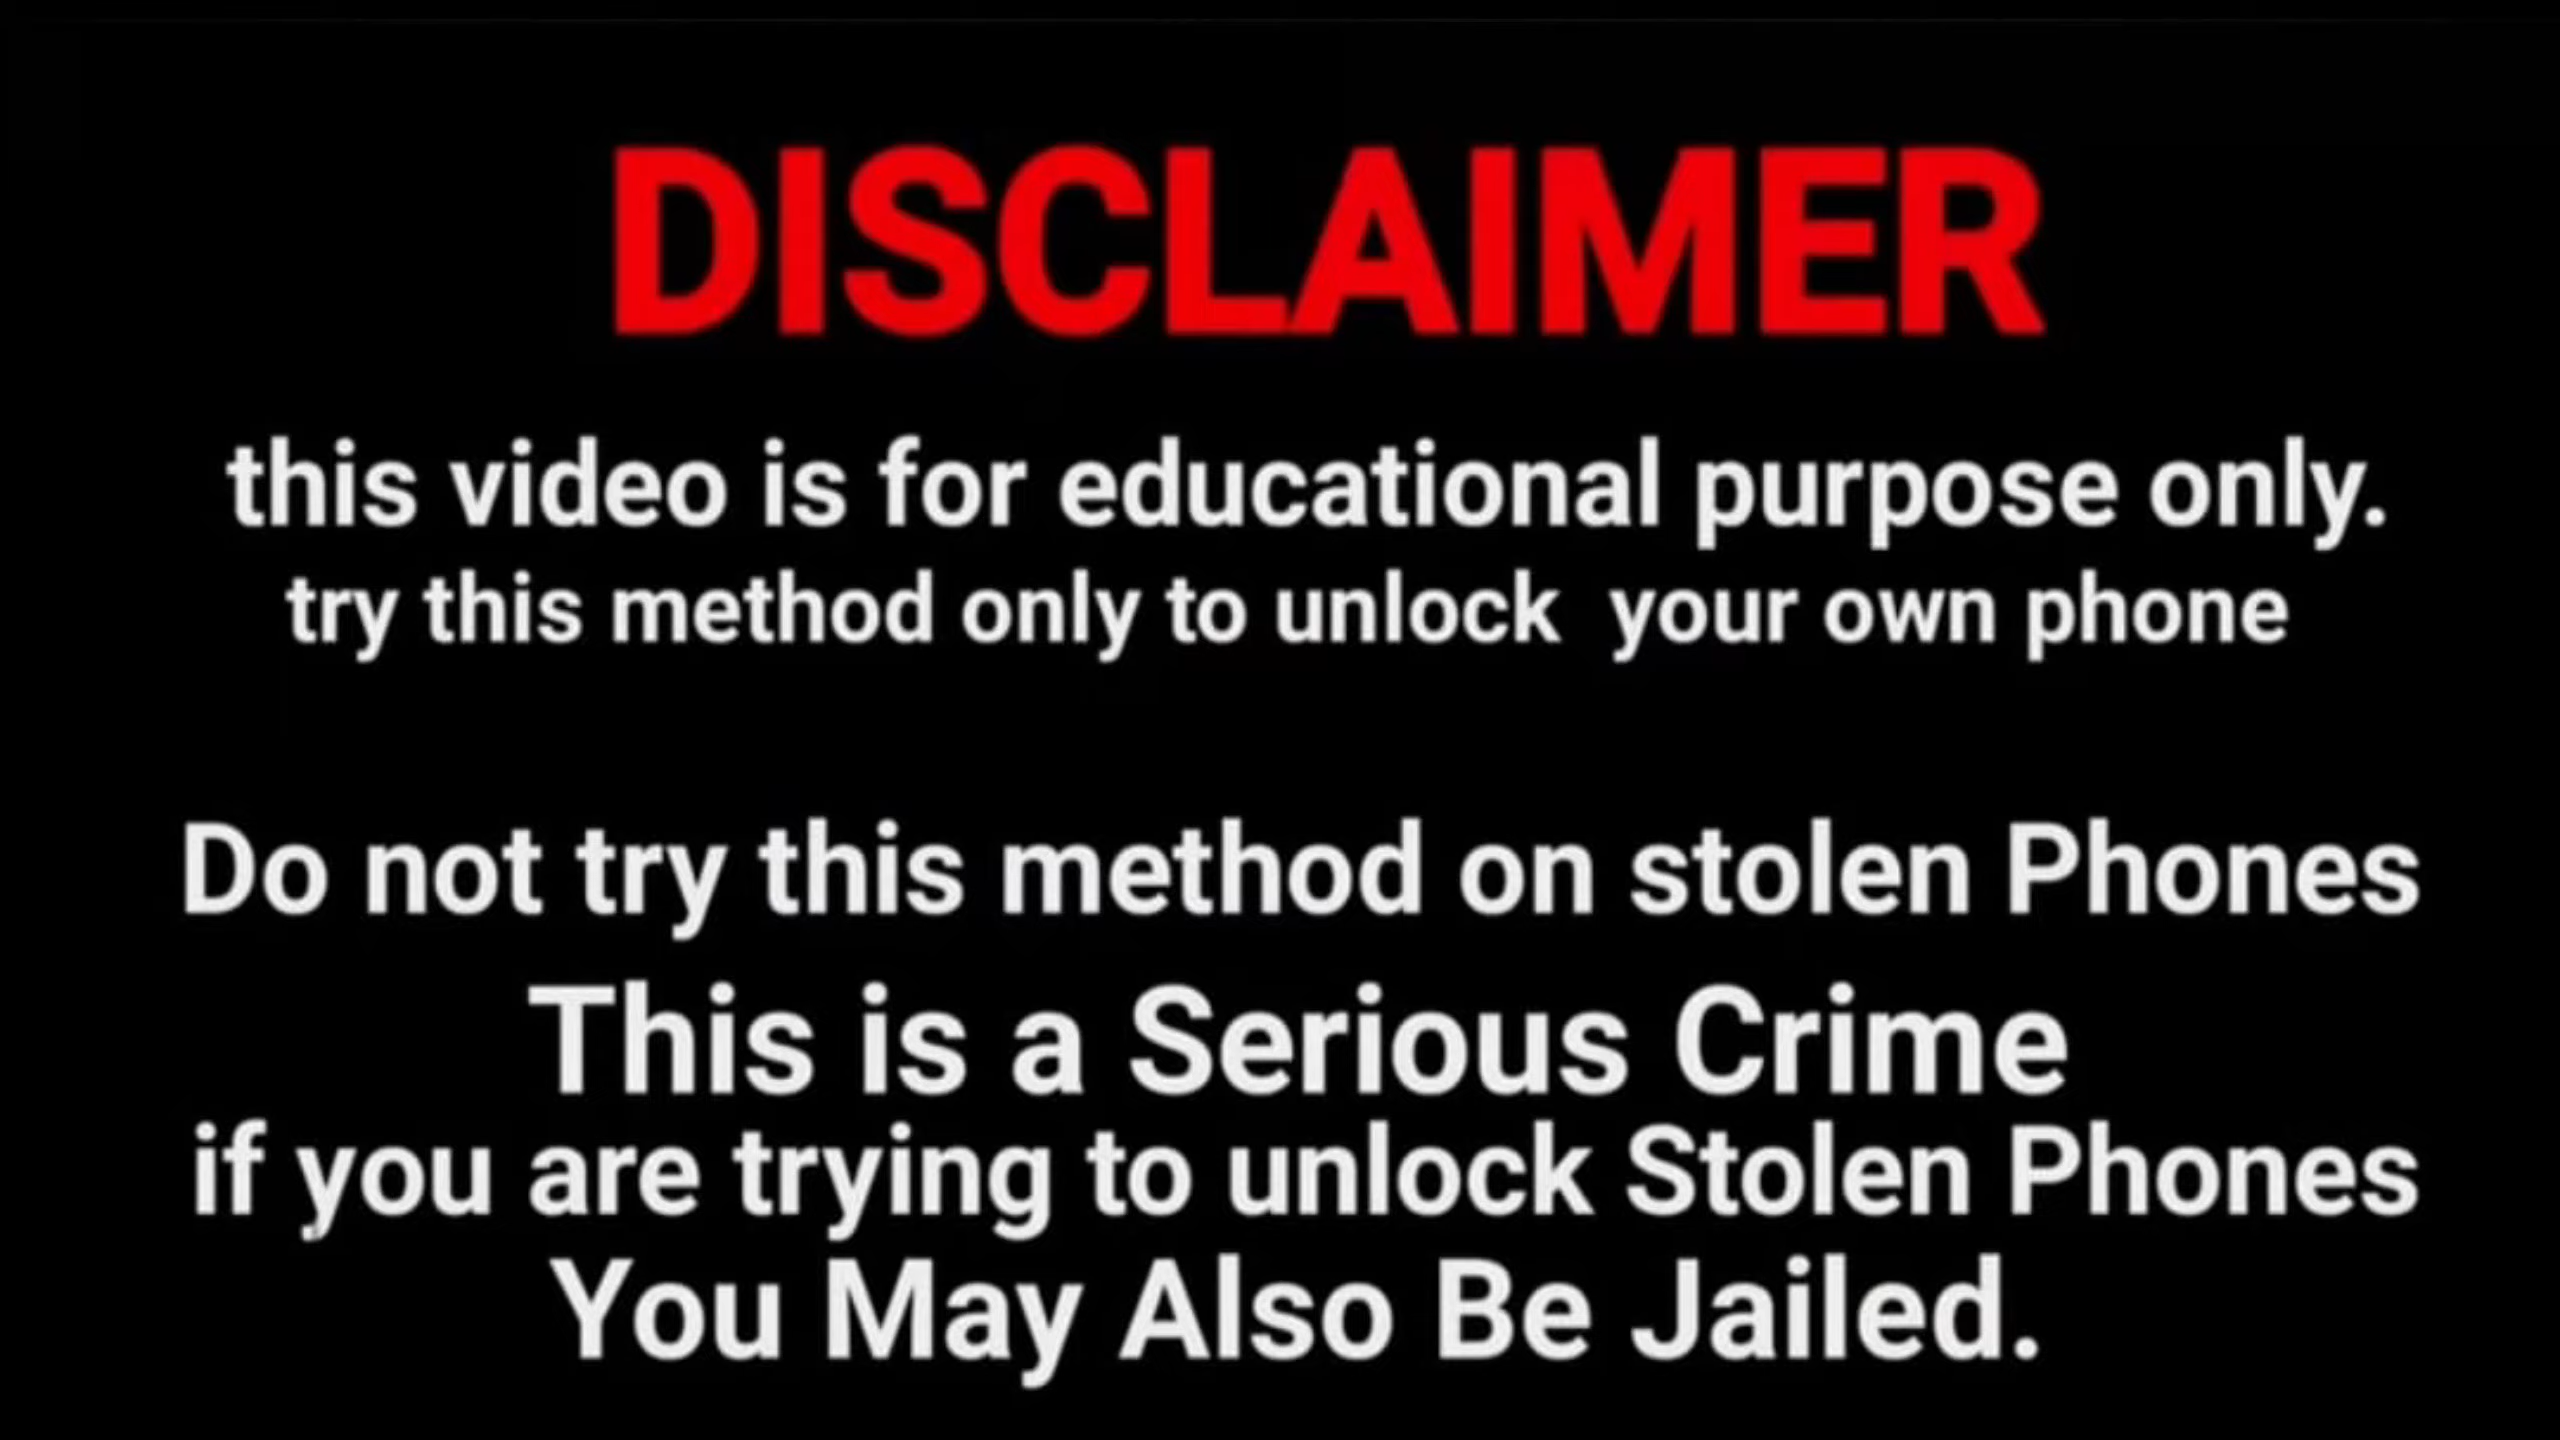 DISCLAIMER
this video is for educational purpose only.
try this method only to unlock  your own phone
Do not try this method on stolen Phones
This is a Serious Crime
if you are trying to unlock Stolen Phones
You May Also Be Jailed.